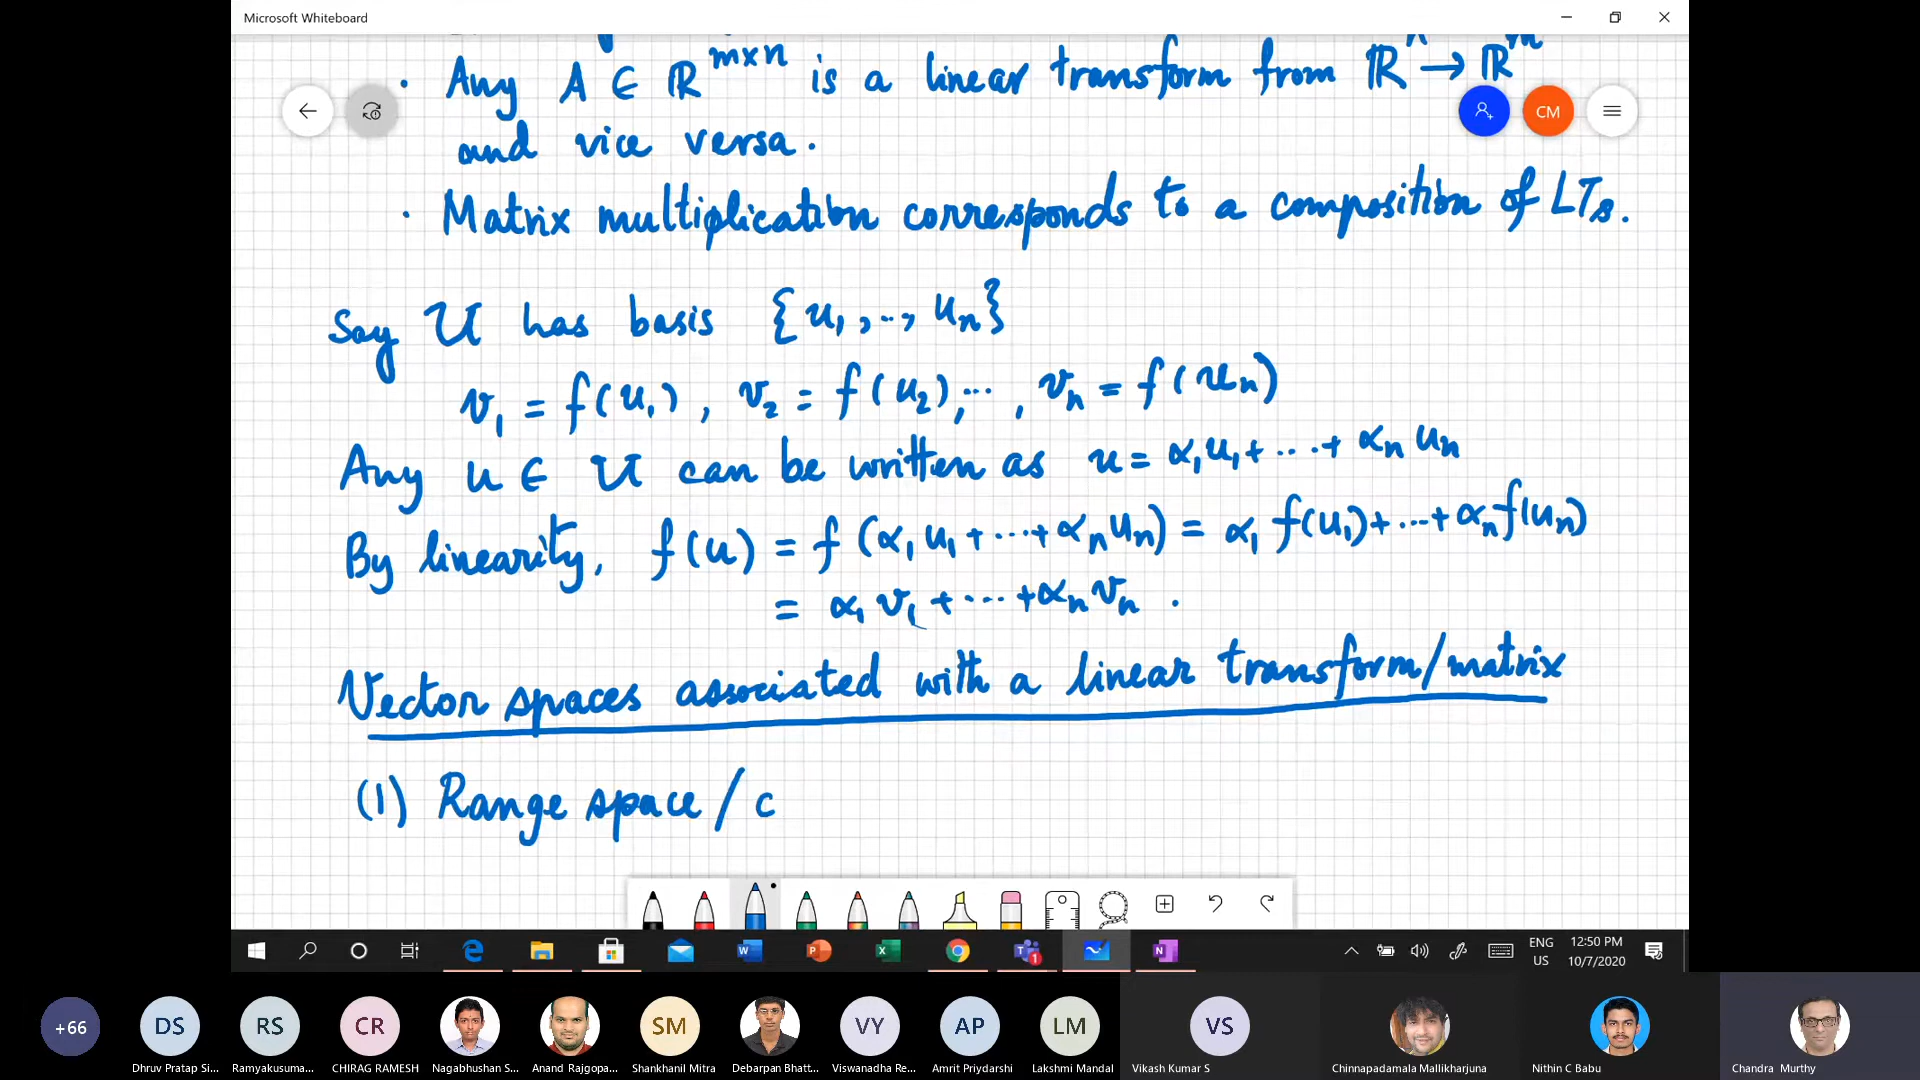 Microsoft Whiteboard
· Any A ∈ ℝ^{m×n} is a linear transform from ℝ^n → ℝ^m
and vice versa.
CM
· Matrix multiplication corresponds to a composition of LTs.
Say U has basis {u₁,..,uₙ}
v₁ = f(u₁), v₂ = f(u₂),..., vₙ = f(uₙ)
Any u ∈ U can be written as u = α₁u₁+...+αₙuₙ
By linearity, f(u) = f(α₁u₁+...+αₙuₙ) = α₁f(u₁)+...+αₙf(uₙ)
= α₁v₁+...+αₙvₙ.
Vector spaces associated with a linear transform/matrix
(1) Range space/c
ENG 12:50 PM
US 10/7/2020
+66 DS RS CR SM VY AP LM VS
Dhruv Pratap Si... Ramyakusuma... CHIRAG RAMESH Nagabhushan S... Anand Rajgopa... Shankhanil Mitra Debarpan Bhatt... Viswanadha Re... Amrit Priydarshi Lakshmi Mandal Vikash Kumar S Chinnapadamala Mallikharjuna Nithin C Babu Chandra Murthy